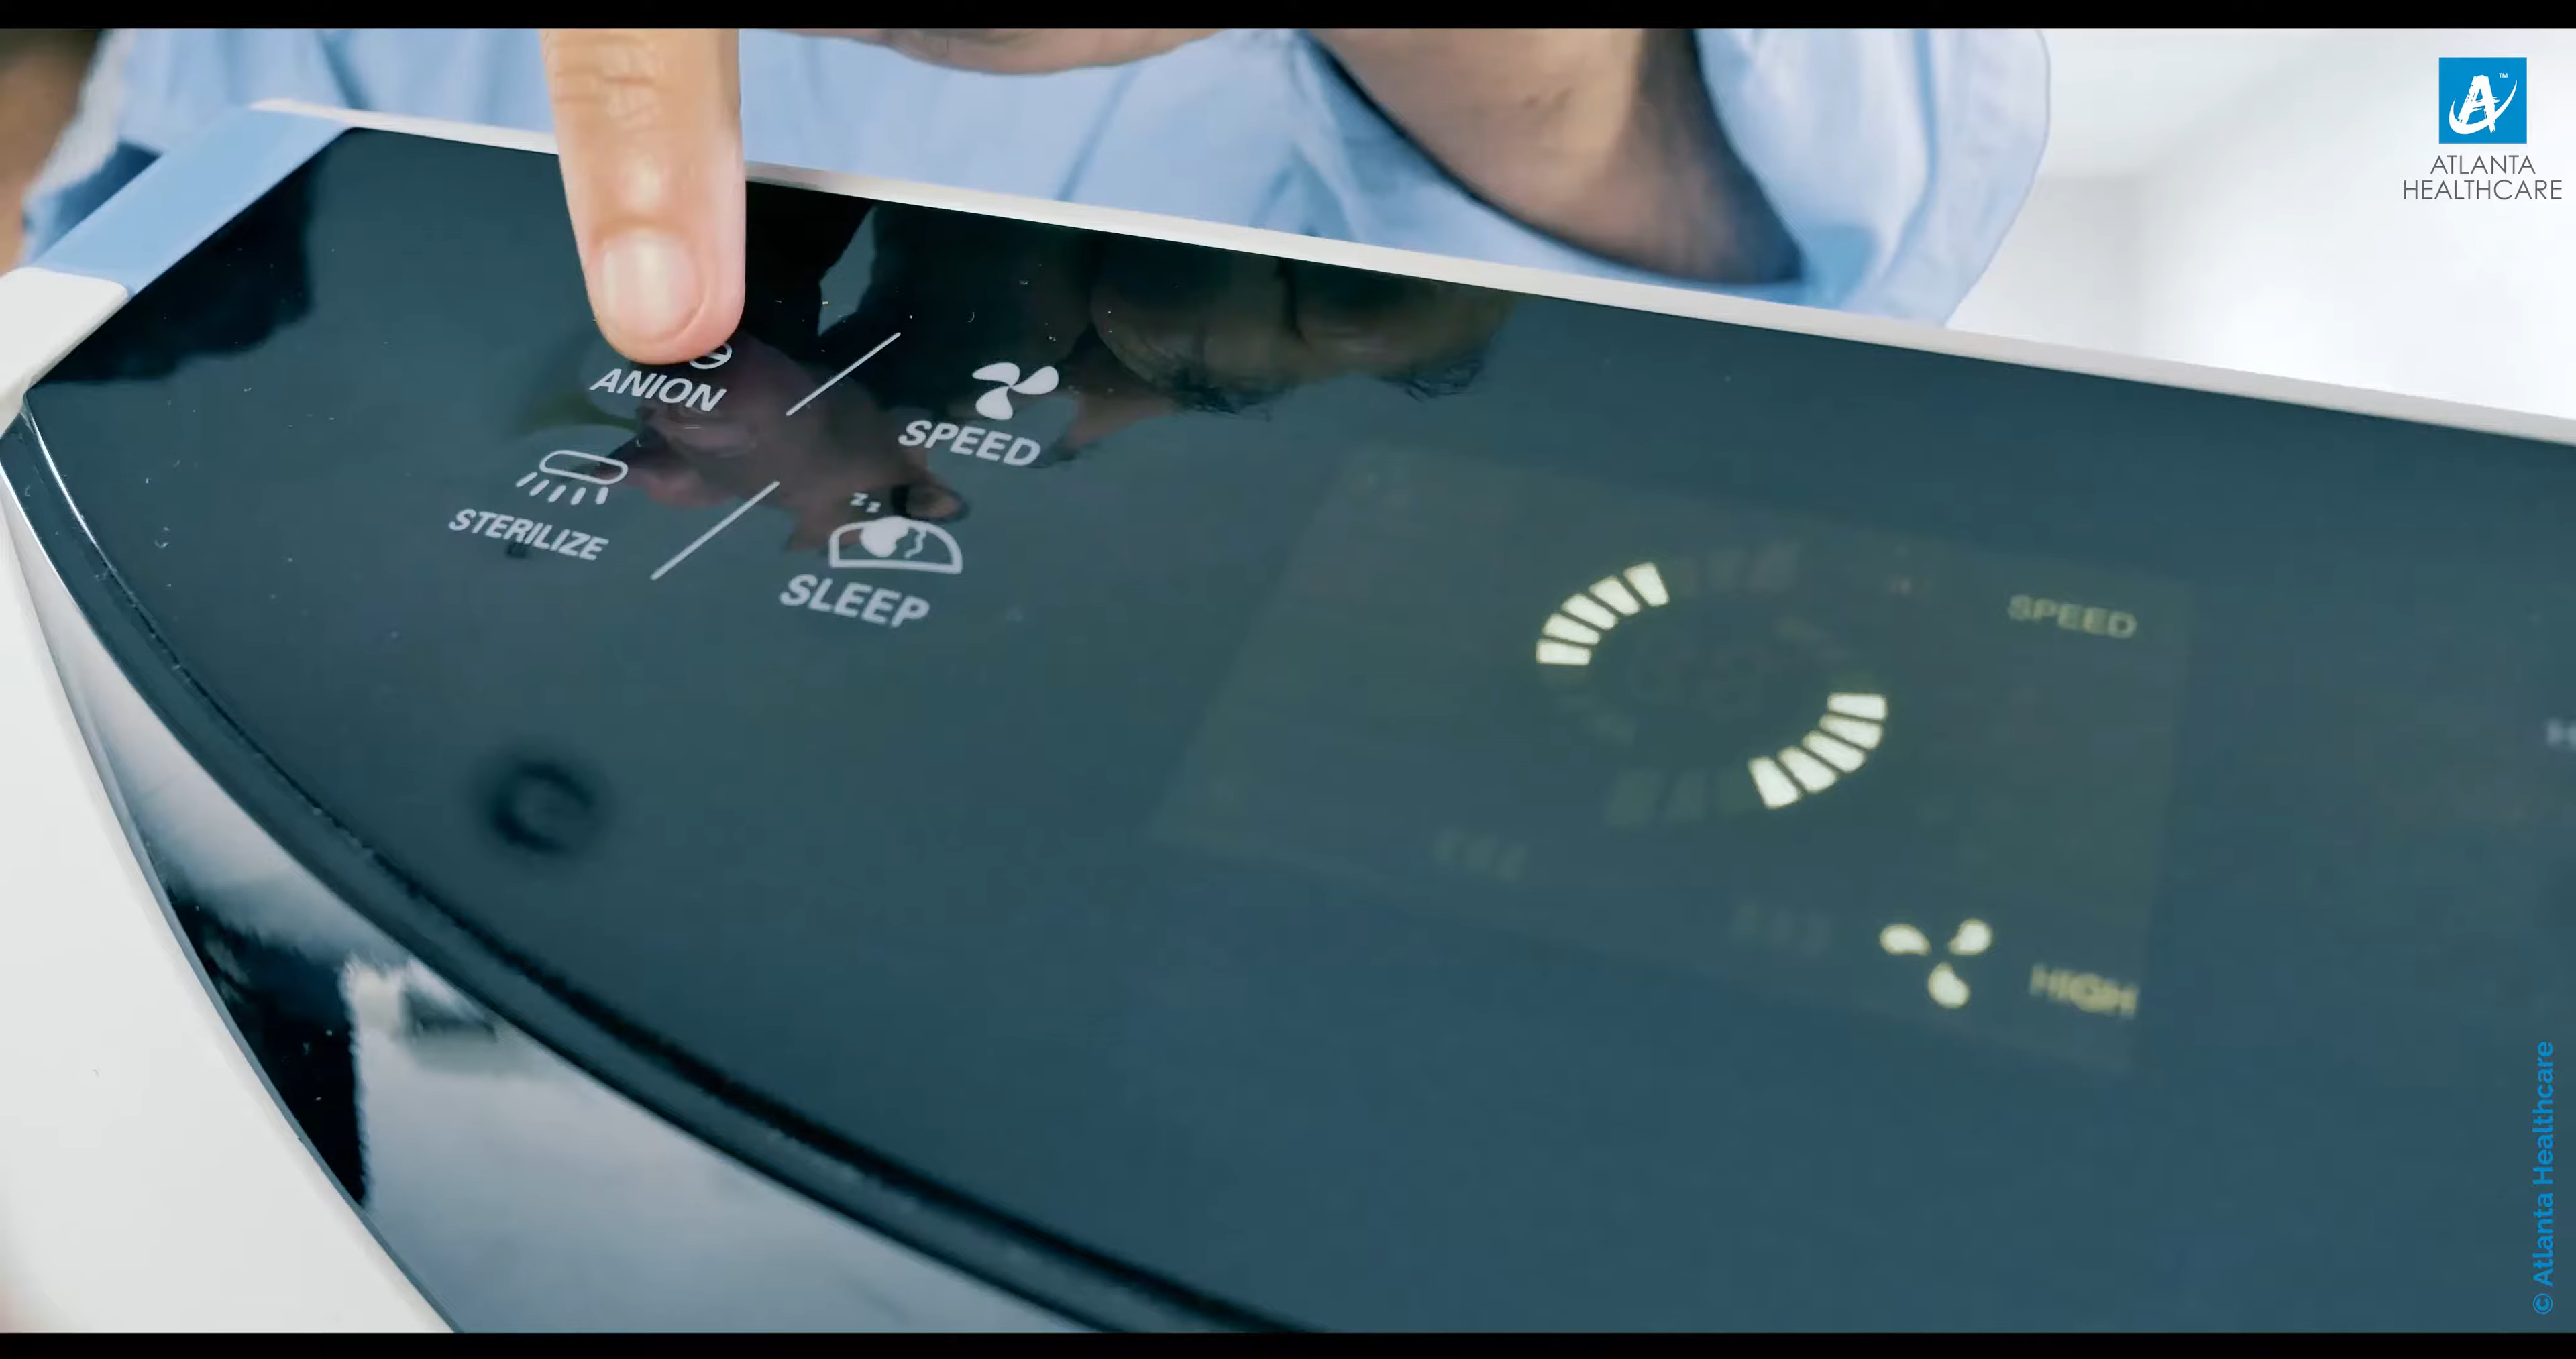 ATLANTA
HEALTHCARE
ANION
SPEED
STERILIZE
SLEEP
SPEED
HIGH
© Atlanta Healthcare